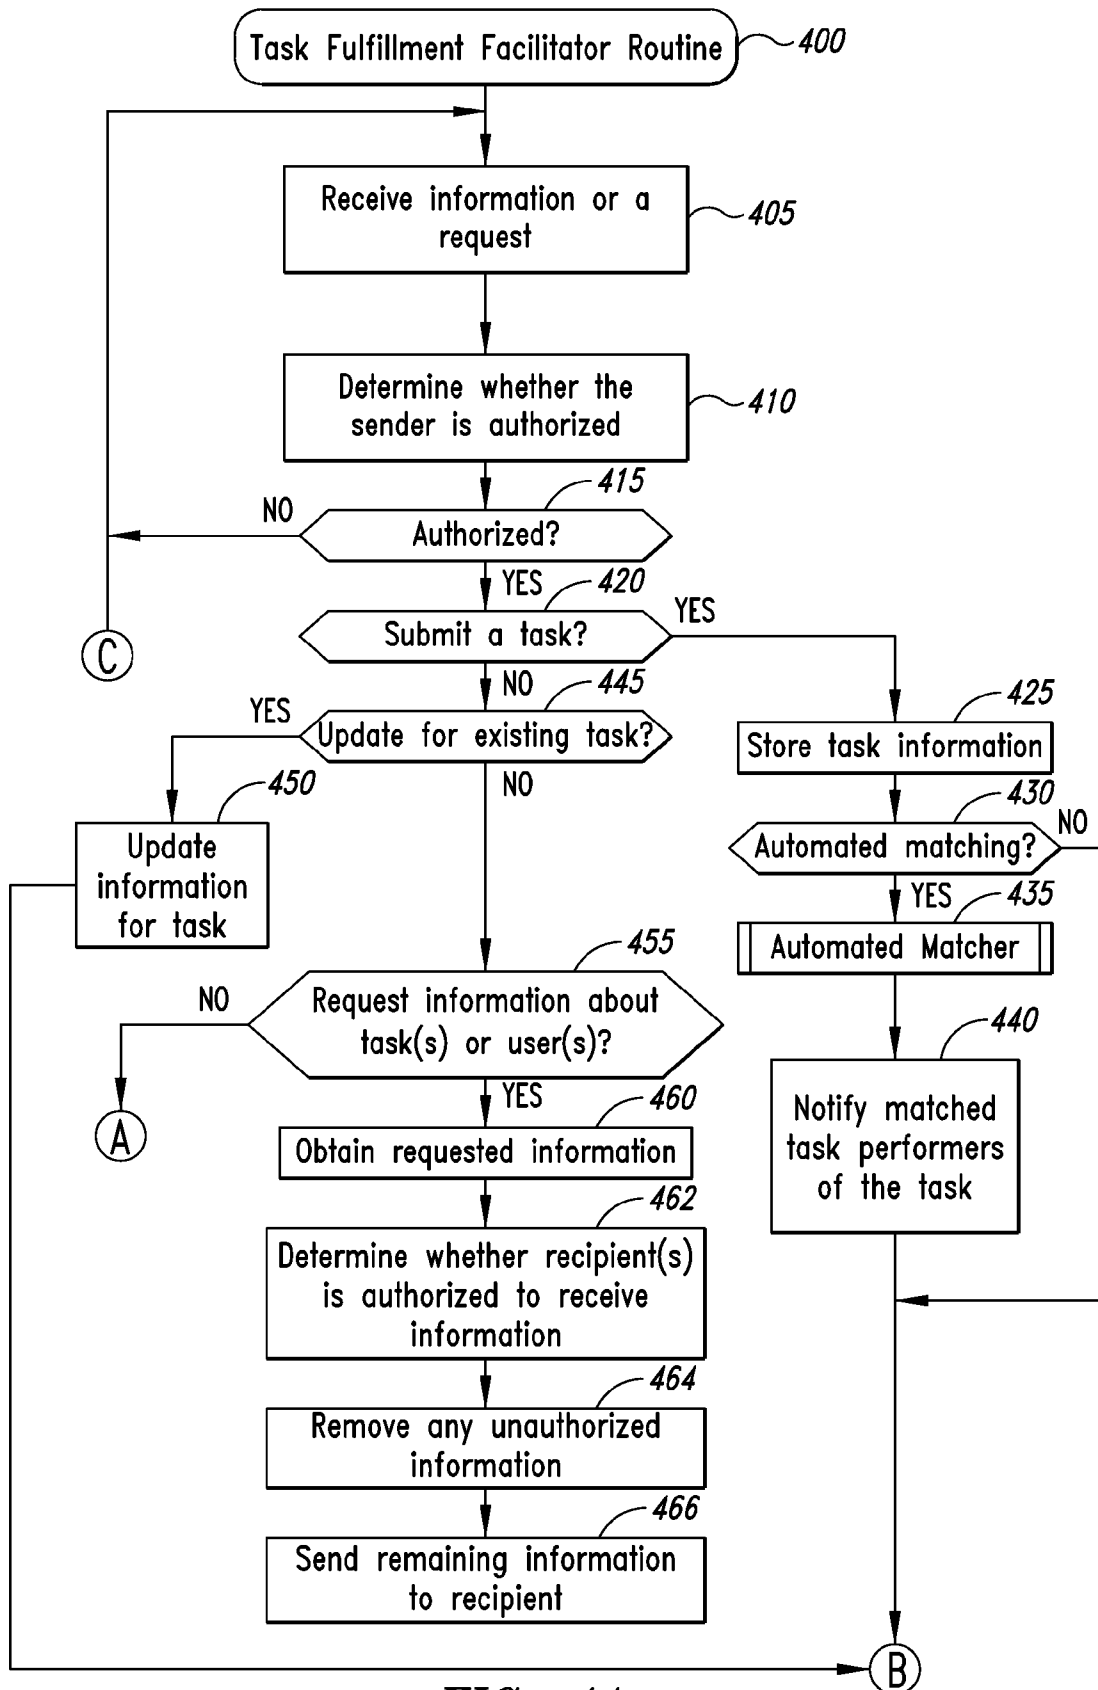 Task Fulfillment Facilitator Routine
400
Receive information or a
request
405
Determine whether the
sender is authorized
410
415
NO
Authorized?
YES
420
YES
Submit a task?
C
NO
445
YES
Update for existing task?
425
Store task information
NO
450
430
NO
Update
information
for task
Automated matching?
YES
435
Automated Matcher
455
NO
Request information about
task(s) or user(s)?
440
YES
460
A
Notify matched
task performers
of the task
Obtain requested information
462
Determine whether recipient(s)
is authorized to receive
information
464
Remove any unauthorized
information
466
Send remaining information
to recipient
B